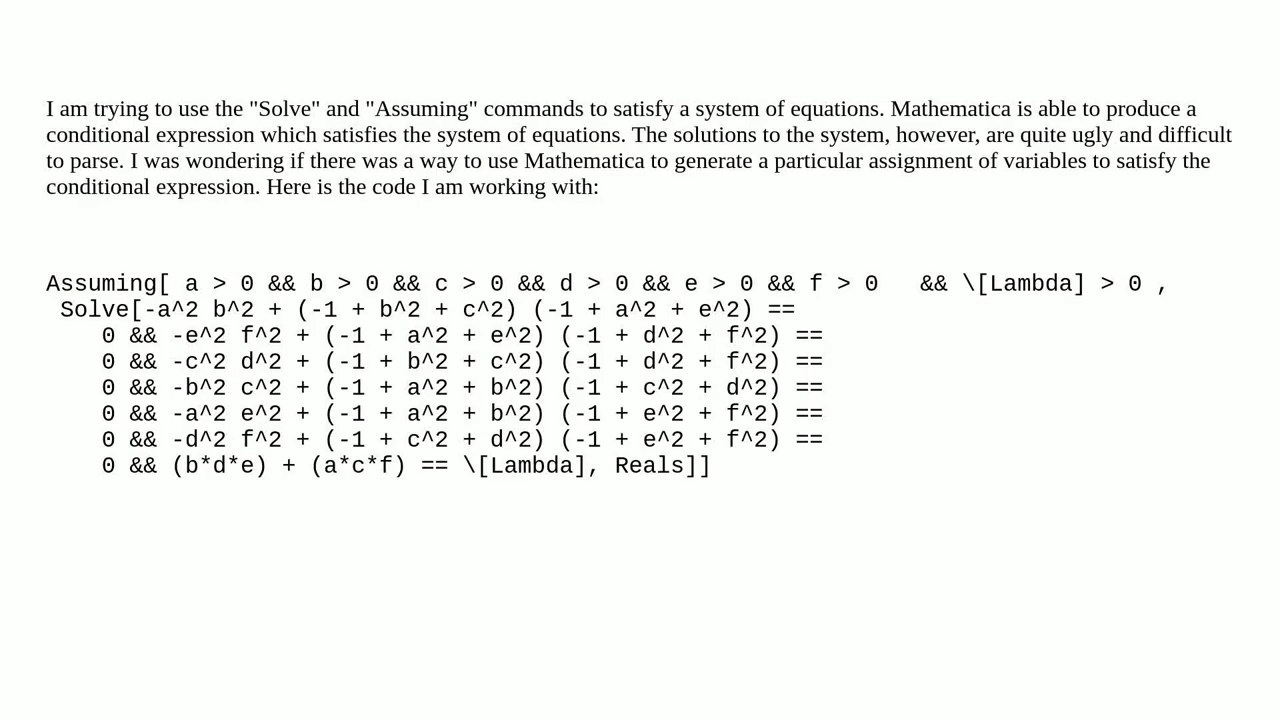 I am trying to use the "Solve" and "Assuming" commands to satisfy a system of equations. Mathematica is able to produce a
conditional expression which satisfies the system of equations. The solutions to the system, however, are quite ugly and difficult
to parse. I was wondering if there was a way to use Mathematica to generate a particular assignment of variables to satisfy the
conditional expression. Here is the code I am working with:
Assuming[ a > 0 && b > 0 && c > 0 && d > 0 && e > 0 && f > 0   && \[Lambda] > 0 ,
 Solve[-a^2 b^2 + (-1 + b^2 + c^2) (-1 + a^2 + e^2) ==
    0 && -e^2 f^2 + (-1 + a^2 + e^2) (-1 + d^2 + f^2) ==
    0 && -c^2 d^2 + (-1 + b^2 + c^2) (-1 + d^2 + f^2) ==
    0 && -b^2 c^2 + (-1 + a^2 + b^2) (-1 + c^2 + d^2) ==
    0 && -a^2 e^2 + (-1 + a^2 + b^2) (-1 + e^2 + f^2) ==
    0 && -d^2 f^2 + (-1 + c^2 + d^2) (-1 + e^2 + f^2) ==
    0 && (b*d*e) + (a*c*f) == \[Lambda], Reals]]